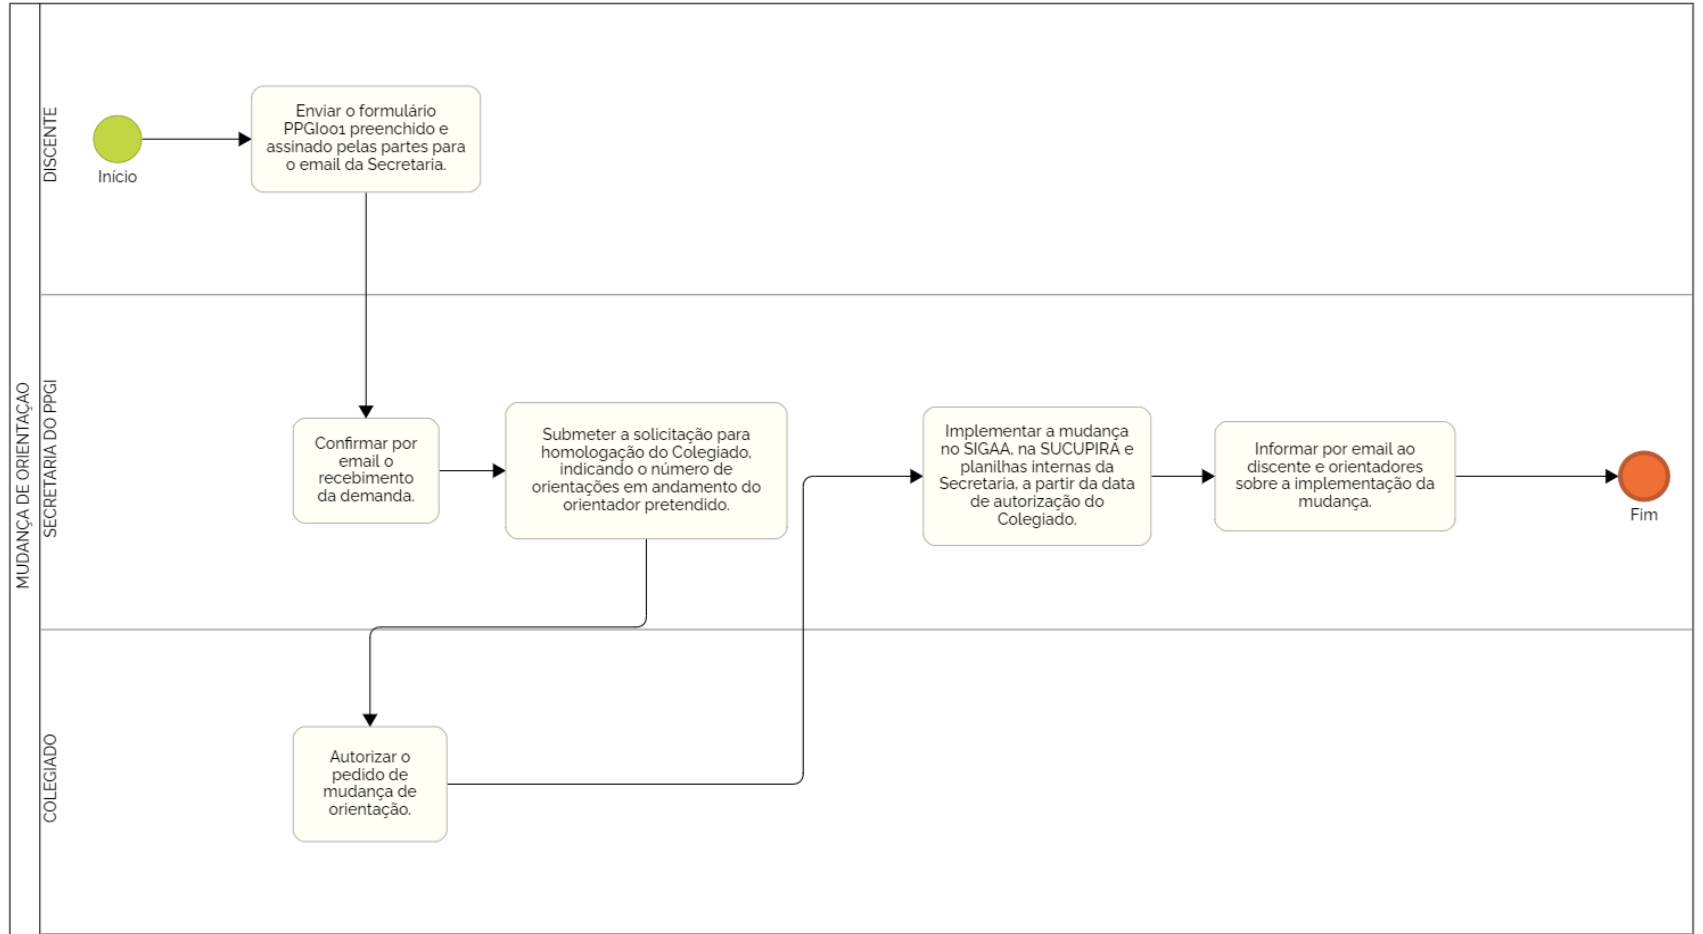 MUDANÇA DE ORIENTAÇAO
DISCENTE
Início
Enviar o formulário
PPGI001 preenchido e
assinado pelas partes para
o email da Secretaria.
SECRETARIA DO PPGI
Confirmar por
email o
recebimento
da demanda.
Submeter a solicitação para
homologação do Colegiado,
indicando o número de
orientações em andamento do
orientador pretendido.
Implementar a mudança
no SIGAA, na SUCUPIRA e
planilhas internas da
Secretaria, a partir da data
de autorização do
Colegiado.
Informar por email ao
discente e orientadores
sobre a implementação da
mudança.
Fim
COLEGIADO
Autorizar o
pedido de
mudança de
orientação.